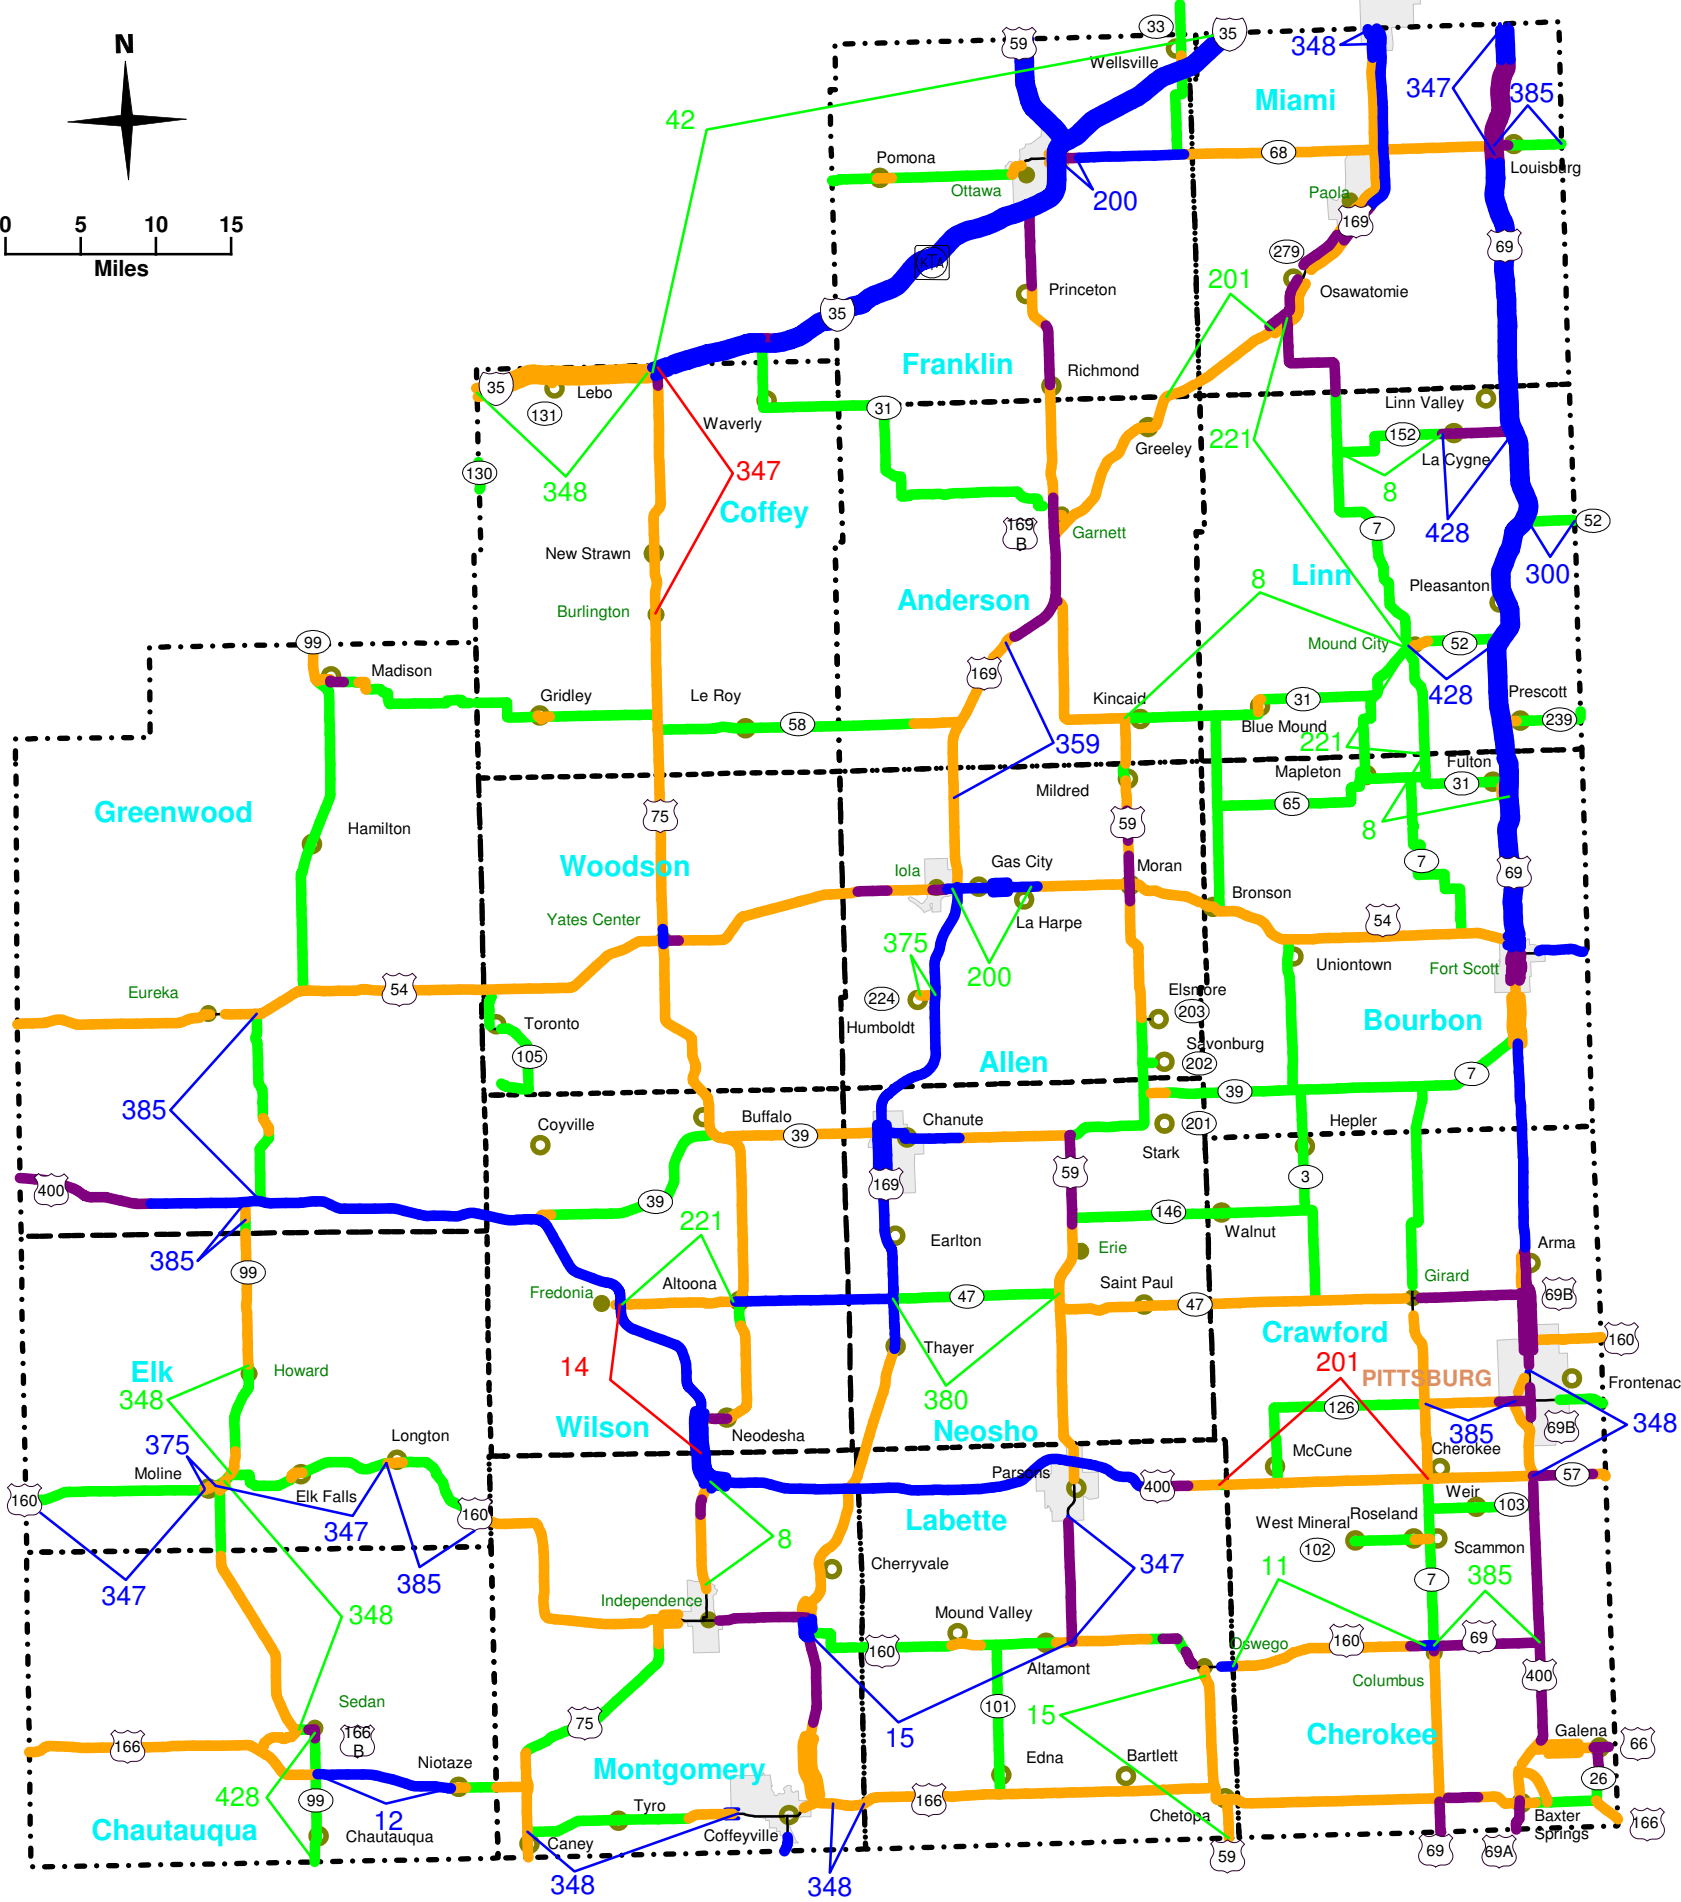 N
0 5 10 15
Miles
59
33
35
348
Wellsville
347
385
Miami
42
68
Pomona
Ottawa
200
Louisburg
Paola
169
69
279
KTA
201
Princeton
Osawatomie
35
Franklin
Richmond
35
Lebo
131
31
Linn Valley
Waverly
Greeley
221
152
La Cygne
347
130
348
8
Coffey
428
52
7
169
B
Garnett
New Strawn
300
8
Linn
Pleasanton
Burlington
Anderson
99
Mound City
52
Madison
169
428
Gridley
Le Roy
Kincaid
31
Prescott
58
Blue Mound
239
359
221
Mapleton
Fulton
Mildred
31
65
Greenwood
75
59
8
Hamilton
Woodson
Iola
Gas City
Moran
7
69
Bronson
Yates Center
La Harpe
54
375
200
Uniontown
Fort Scott
Eureka
54
Elsmore
224
203
Humboldt
Toronto
Bourbon
105
Savonburg
Allen
202
7
39
385
Coyville
Buffalo
Chanute
201
Hepler
39
Stark
400
59
3
169
39
221
146
Walnut
385
Earlton
Erie
Arma
99
Fredonia
Altoona
Saint Paul
Girard
47
47
69B
Crawford
160
Thayer
14
Elk
Howard
201
PITTSBURG
Frontenac
348
380
126
Wilson
Neosho
69B
348
385
375
Longton
Neodesha
McCune
Cherokee
Moline
Parsons
57
Elk Falls
400
Weir
160
160
103
347
Labette
West Mineral
Roseland
8
102
Scammon
Cherryvale
347
11
385
347
385
7
Independence
348
Mound Valley
160
69
160
Oswego
Altamont
Columbus
400
Sedan
101
15
15
75
166
166
B
Cherokee
Galena
66
Niotaze
Montgomery
Edna
Bartlett
26
428
99
12
166
Tyro
Chetopa
Baxter
Springs
166
Chautauqua
Chautauqua
Caney
Coffeyville
59
69
69A
348
348